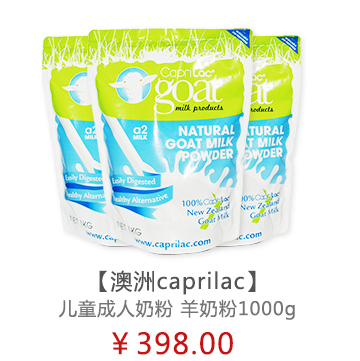 CapriLac
goat
milk products
a2
MILK
NATURAL
GOAT MILK
POWDER
Easily Digested
Healthy Alternative
100% CapriLac
New Zealand
Goat Milk
NET 1KG
www.caprilac.com
【澳洲caprilac】
儿童成人奶粉 羊奶粉1000g
￥398.00